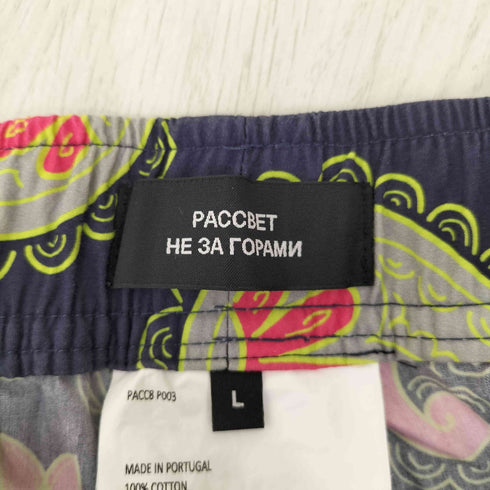 РАССВЕТ
НЕ ЗА ГОРАМИ
L
PACCB P003
MADE IN PORTUGAL
100% COTTON